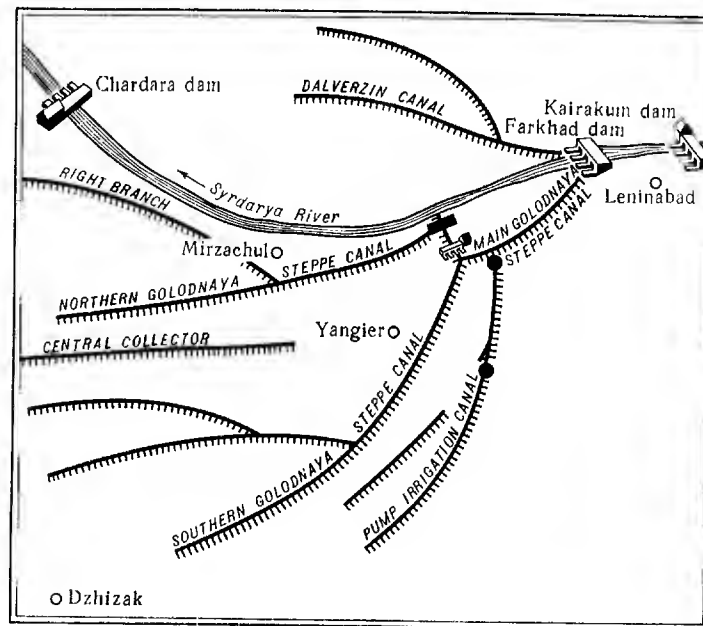 Chardara dam
DALVERZIN CANAL
Kairakum dam
Farkhad dam
Leninabad
RIGHT BRANCH
Syrdarya River
MAIN GOLODNAYA
STEPPE CANAL
Mirzachul
NORTHERN GOLODNAYA
STEPPE CANAL
CENTRAL COLLECTOR
Yangier
SOUTHERN GOLODNAYA
STEPPE CANAL
PUMP IRRIGATION CANAL
Dzhizak